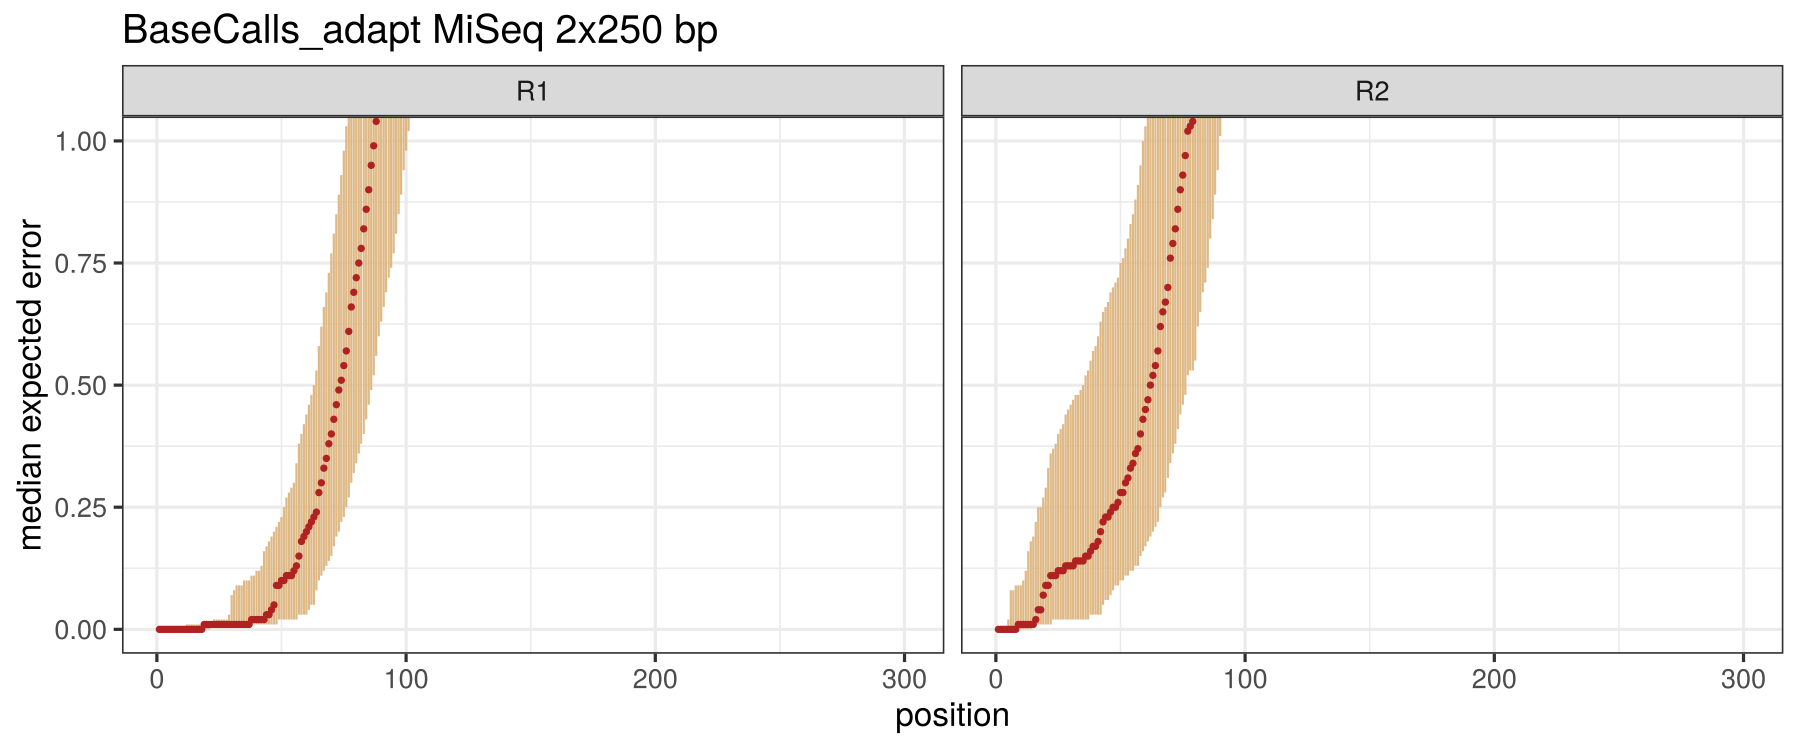 BaseCalls_adapt MiSeq 2x250 bp
R1 R2
median expected error
1.00
0.75
0.50
0.25
0.00
0 100 200 300 0 100 200 300
position